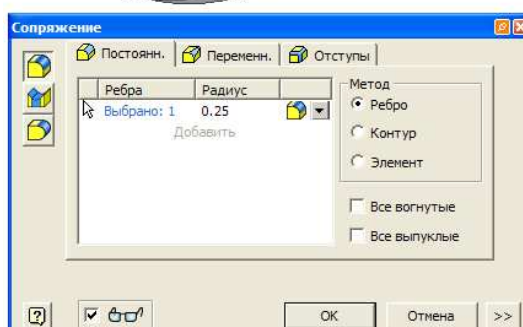 Сопряжение
Постоянн. Переменн. Отступы
Ребра Радиус
Выбрано: 1 0.25
Добавить
Метод
Ребро
Контур
Элемент
Все вогнутые
Все выпуклые
OK Отмена >>